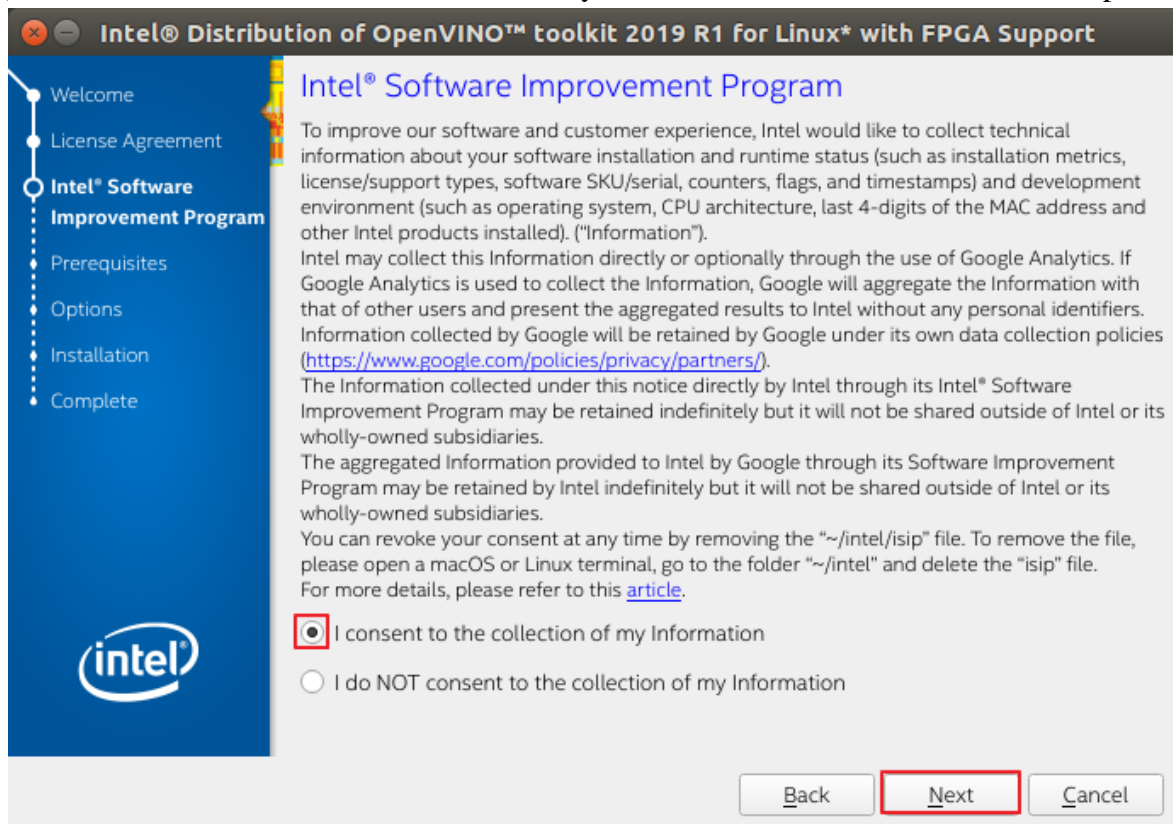 Intel® Distribution of OpenVINO™ toolkit 2019 R1 for Linux* with FPGA Support
Welcome
License Agreement
Intel® Software
Improvement Program
Prerequisites
Options
Installation
Complete
intel®
Intel® Software Improvement Program
To improve our software and customer experience, Intel would like to collect technical
information about your software installation and runtime status (such as installation metrics,
license/support types, software SKU/serial, counters, flags, and timestamps) and development
environment (such as operating system, CPU architecture, last 4-digits of the MAC address and
other Intel products installed). (“Information”).
Intel may collect this Information directly or optionally through the use of Google Analytics. If
Google Analytics is used to collect the Information, Google will aggregate the Information with
that of other users and present the aggregated results to Intel without any personal identifiers.
Information collected by Google will be retained by Google under its own data collection policies
(https://www.google.com/policies/privacy/partners/).
The Information collected under this notice directly by Intel through its Intel® Software
Improvement Program may be retained indefinitely but it will not be shared outside of Intel or its
wholly-owned subsidiaries.
The aggregated Information provided to Intel by Google through its Software Improvement
Program may be retained by Intel indefinitely but it will not be shared outside of Intel or its
wholly-owned subsidiaries.
You can revoke your consent at any time by removing the “~/intel/isip” file. To remove the file,
please open a macOS or Linux terminal, go to the folder “~/intel” and delete the “isip” file.
For more details, please refer to this article.
I consent to the collection of my Information
I do NOT consent to the collection of my Information
Back
Next
Cancel